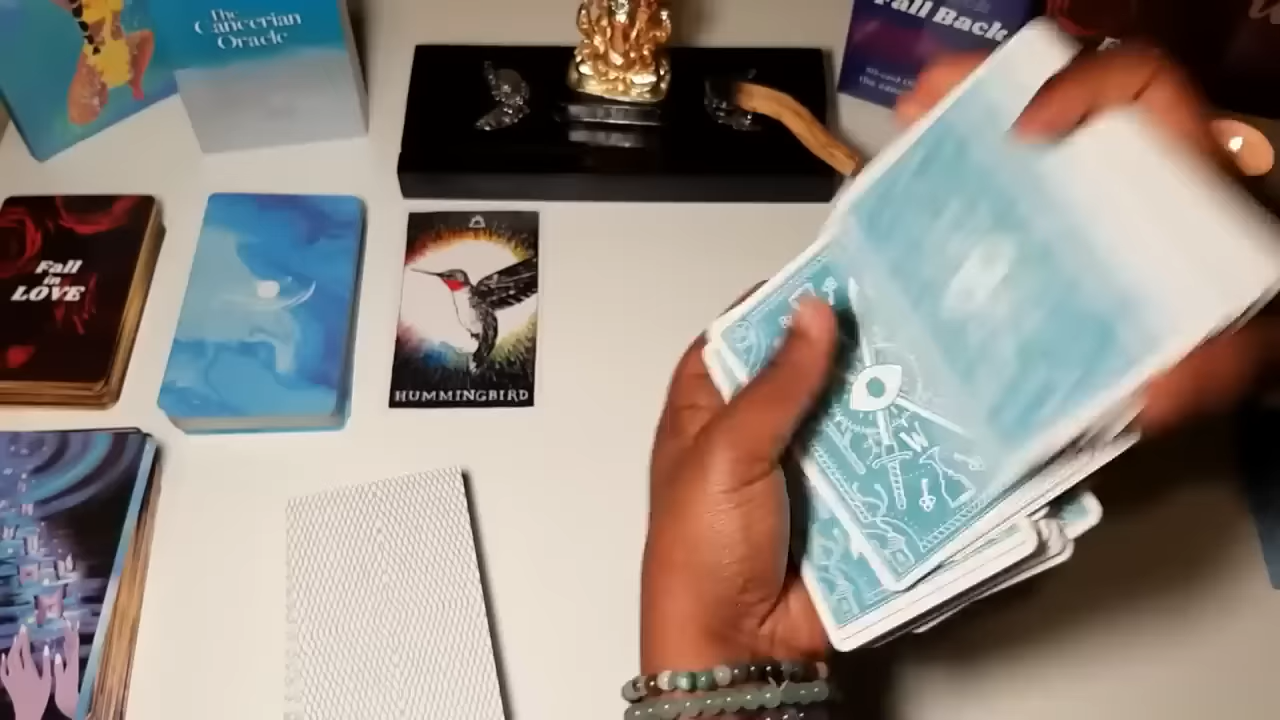 The
Cancerian
Oracle
Fall Back
Fall
in
LOVE
HUMMINGBIRD
W